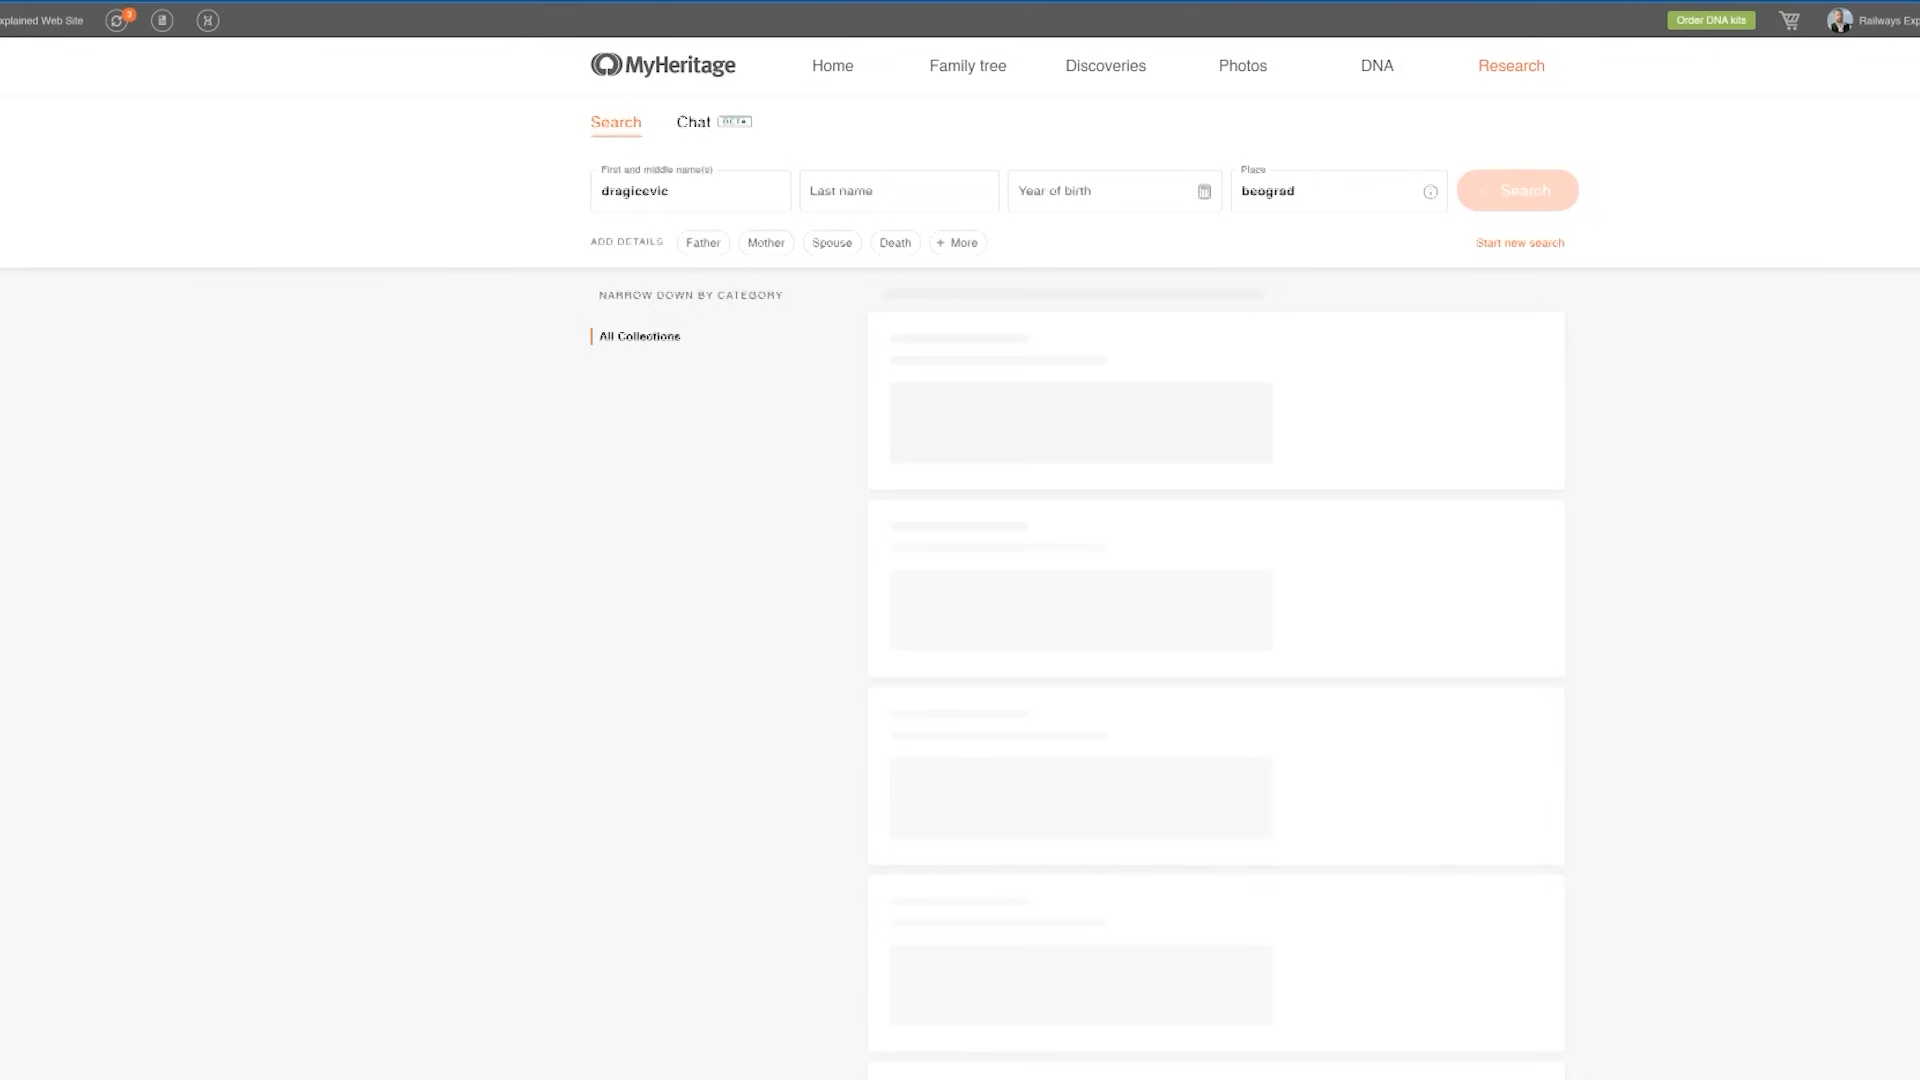 xplained Web Site
3
Order DNA kits
Railways Exp
MyHeritage
Home
Family tree
Discoveries
Photos
DNA
Research
Search
Chat BETA
First and middle name(s)
dragicevic
Last name
Year of birth
Place
beograd
Search
ADD DETAILS
Father
Mother
Spouse
Death
+ More
Start new search
NARROW DOWN BY CATEGORY
All Collections